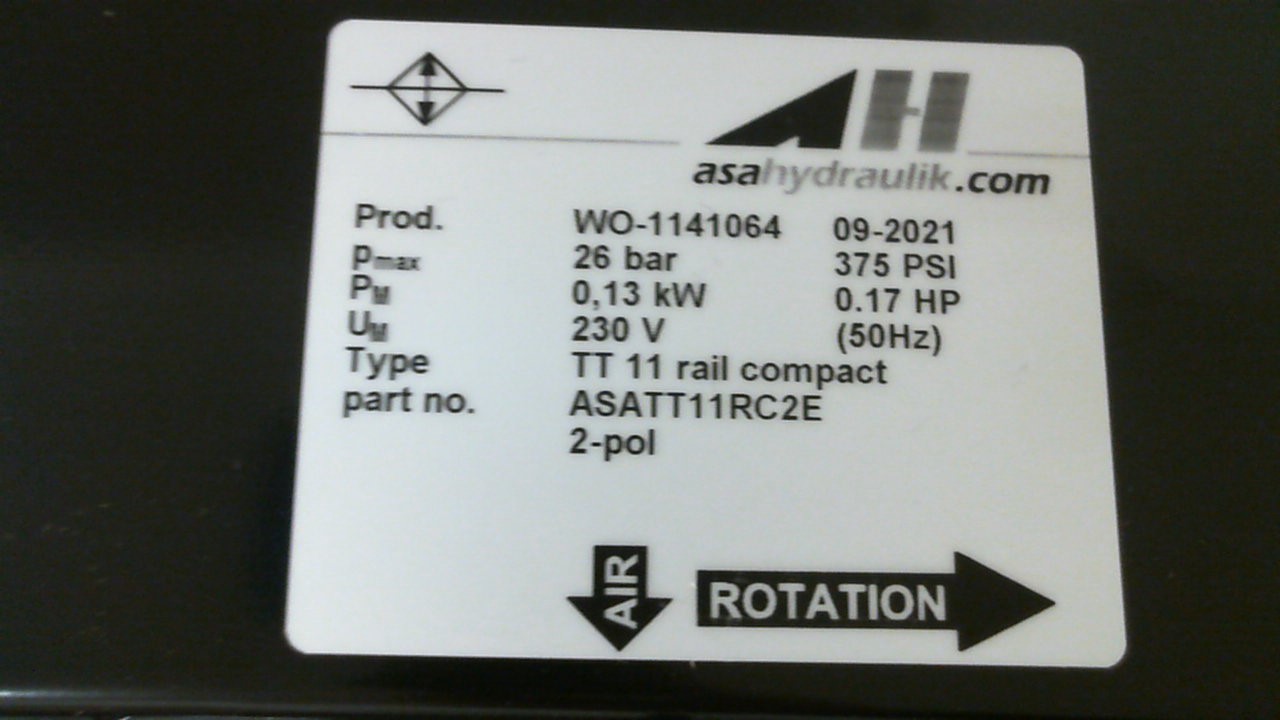 AH
asahydraulik.com
Prod. WO-1141064 09-2021
Pmax 26 bar 375 PSI
PM 0,13 kW 0.17 HP
UM 230 V (50Hz)
Type TT 11 rail compact
part no. ASATT11RC2E
2-pol
AIR
ROTATION